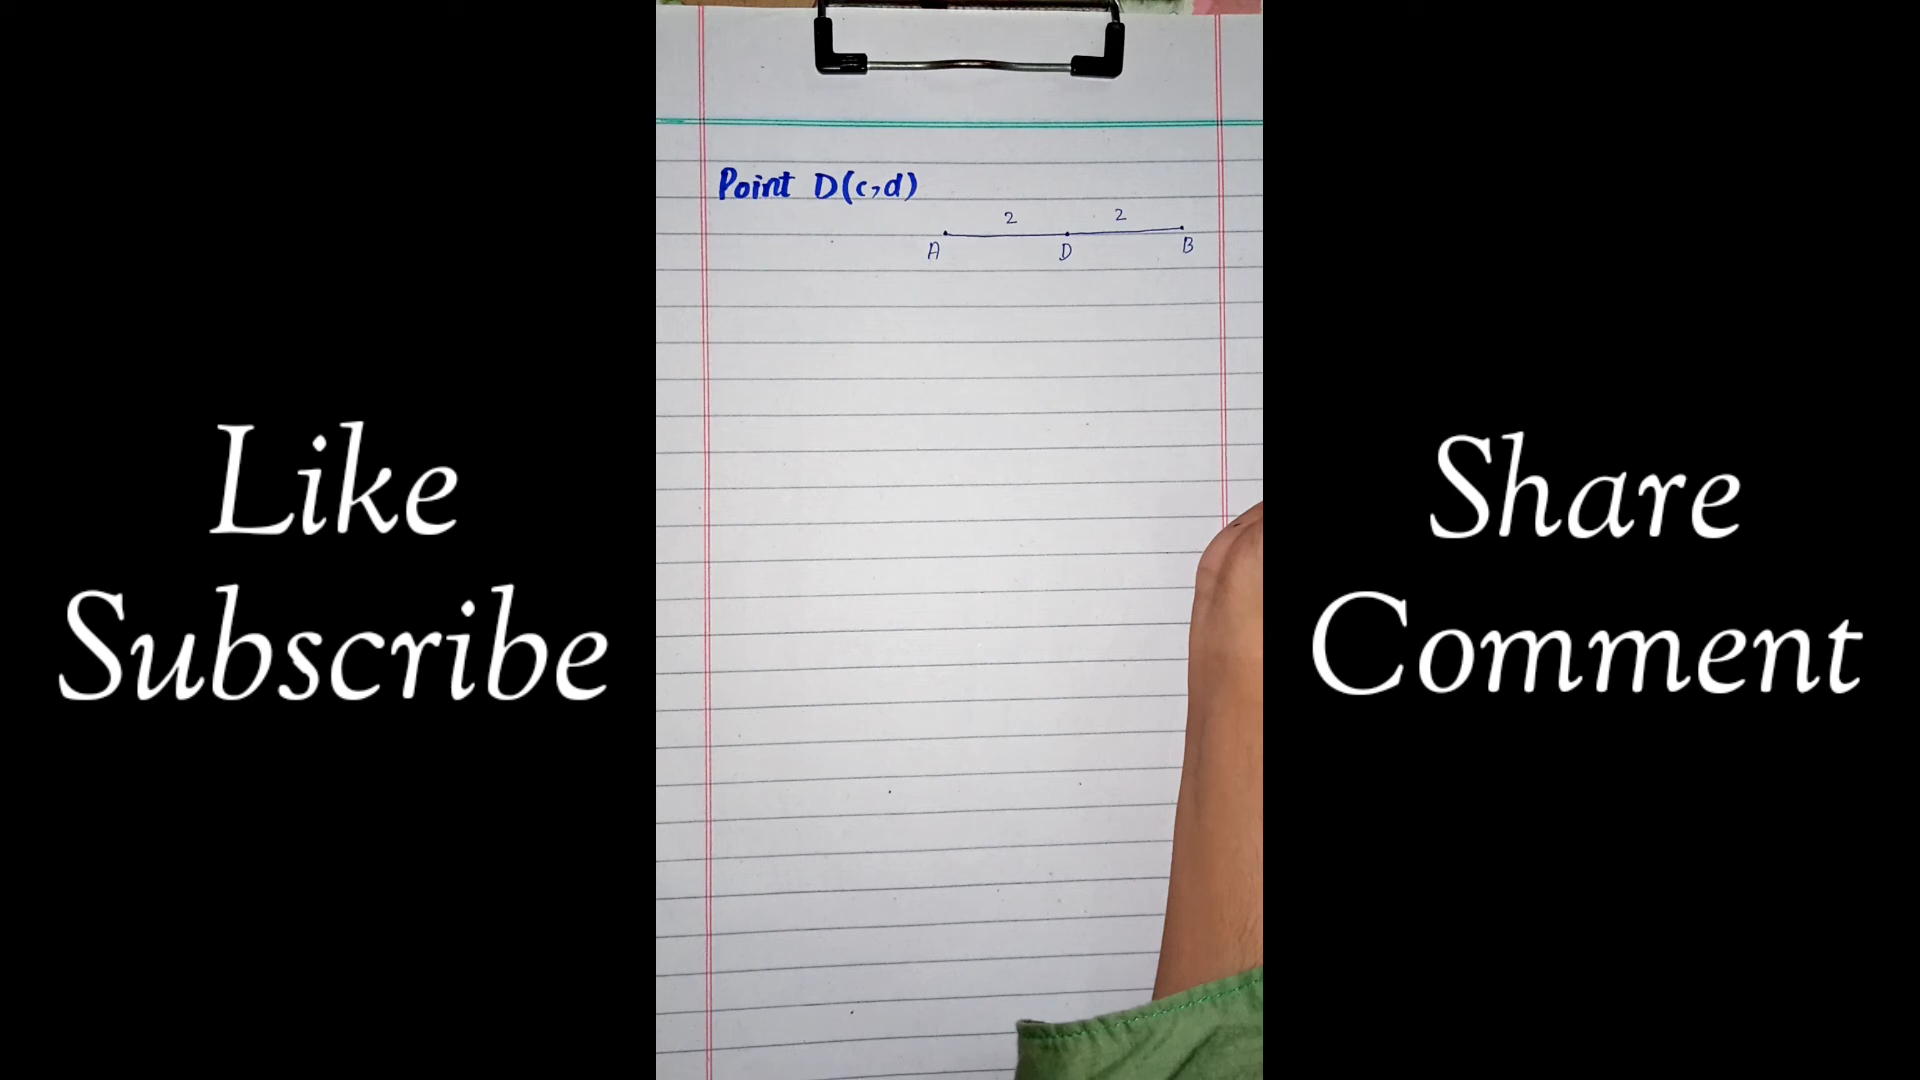 Point D(c,d)
2 2
A D B
Like
Subscribe
Share
Comment